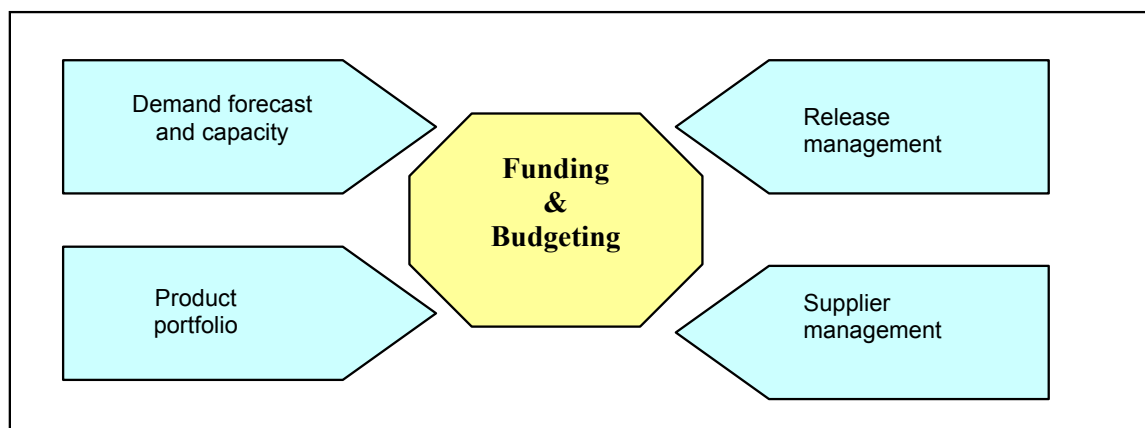 Demand forecast
and capacity
Funding
&
Budgeting
Release
management
Product
portfolio
Supplier
management